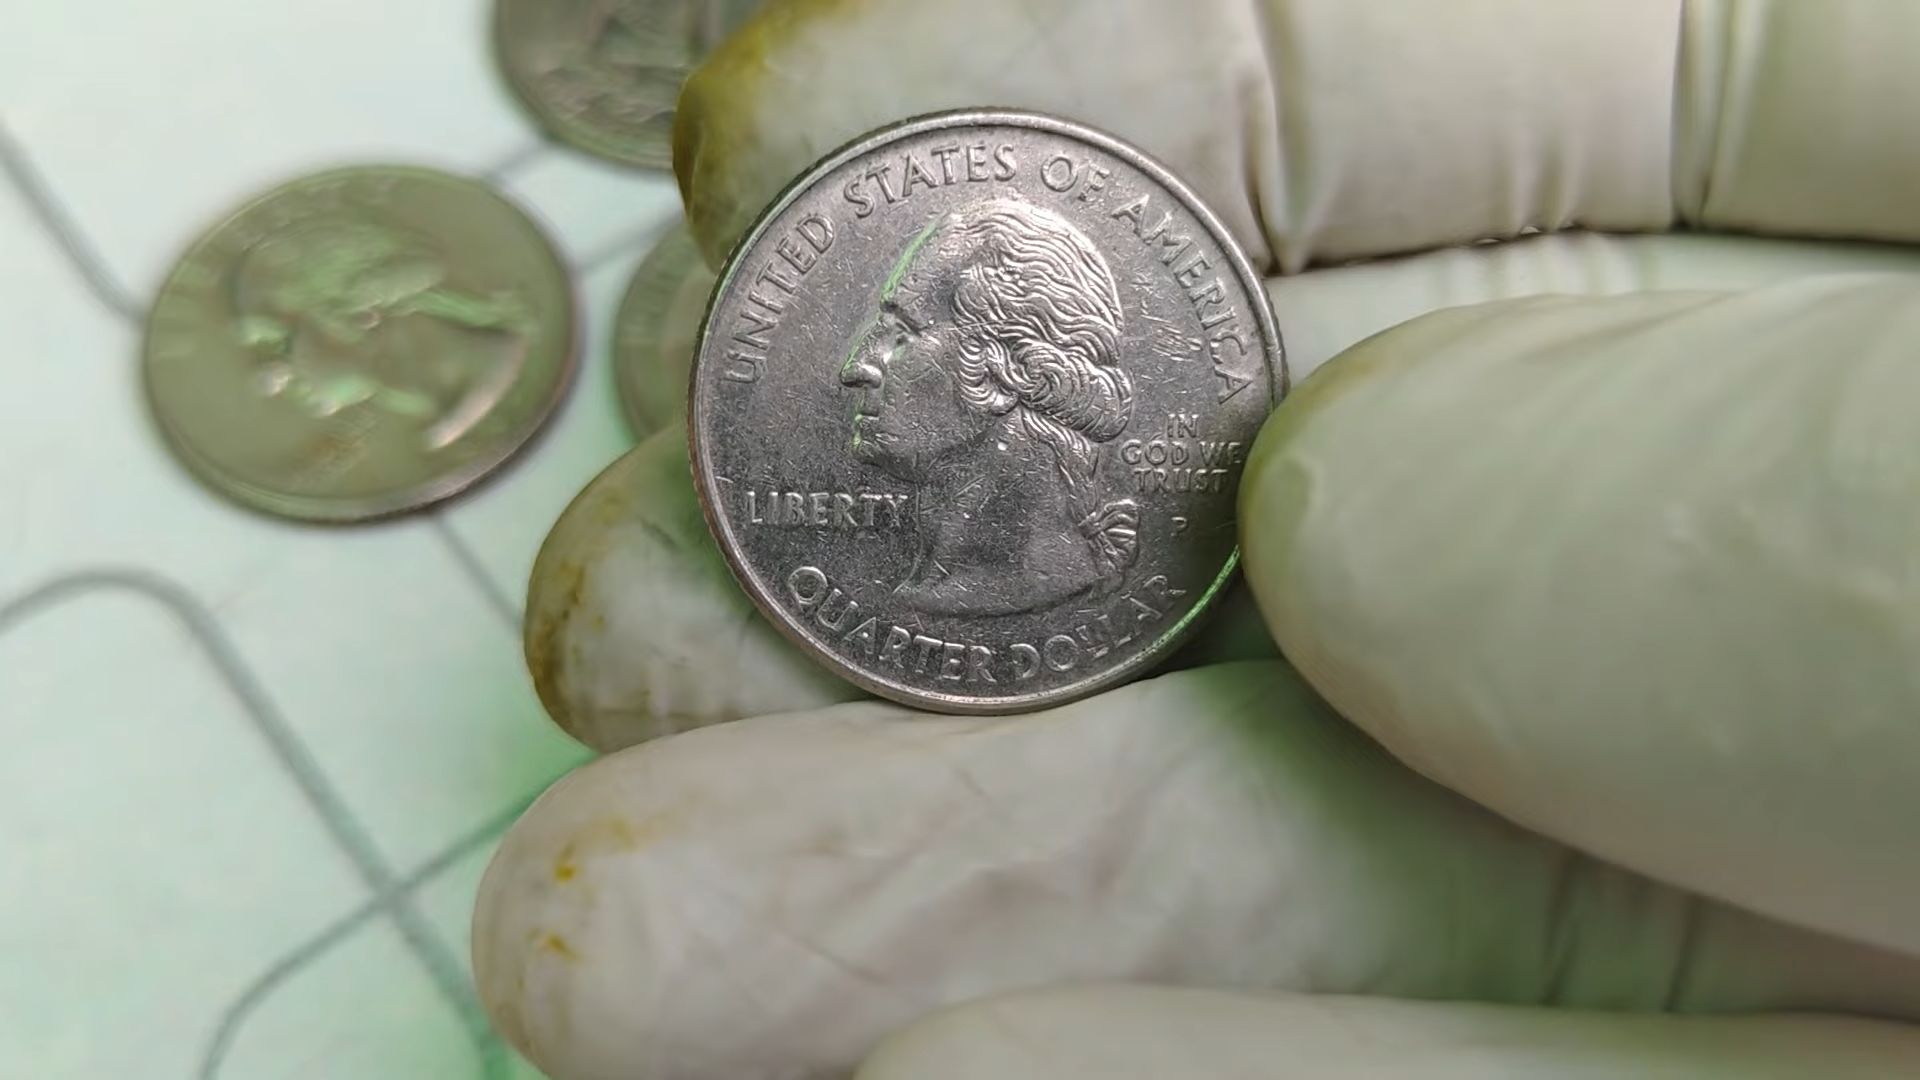 UNITED STATES OF AMERICA
IN
GOD WE
TRUST
LIBERTY
P
QUARTER DOLLAR